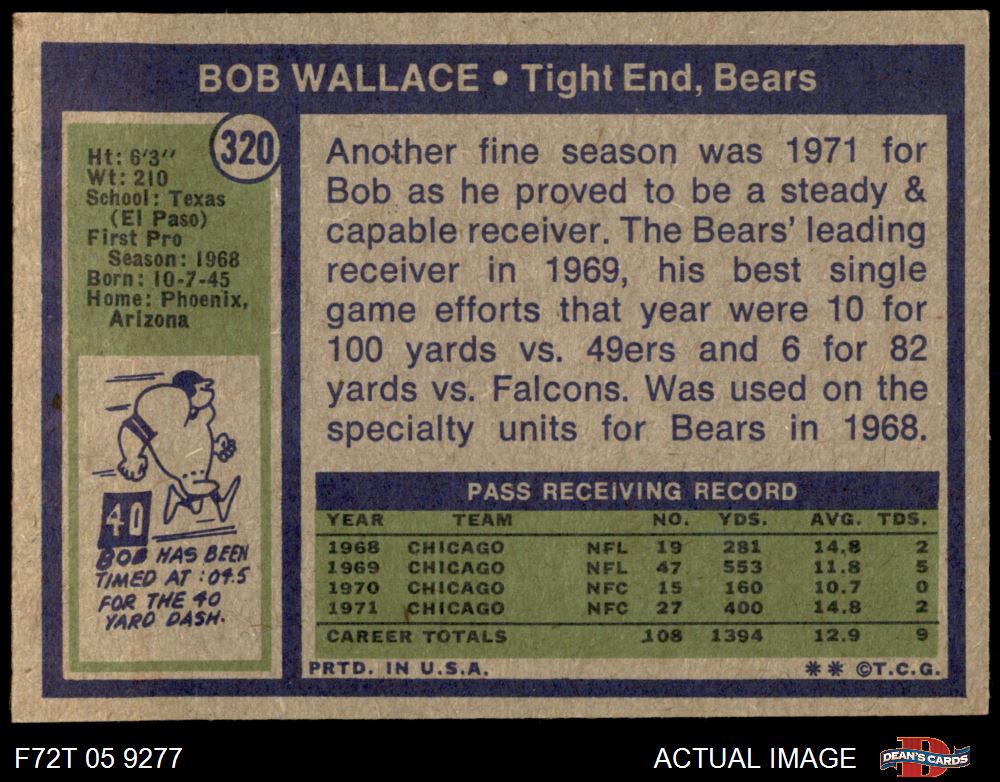 BOB WALLACE • Tight End, Bears
320
Ht: 6'3"
Wt: 210
School: Texas
(El Paso)
First Pro
Season: 1968
Born: 10-7-45
Home: Phoenix,
Arizona
40
BOB HAS BEEN
TIMED AT :04.5
FOR THE 40
YARD DASH.
Another fine season was 1971 for
Bob as he proved to be a steady &
capable receiver. The Bears' leading
receiver in 1969, his best single
game efforts that year were 10 for
100 yards vs. 49ers and 6 for 82
yards vs. Falcons. Was used on the
specialty units for Bears in 1968.
PASS RECEIVING RECORD
YEAR TEAM NO. YDS. AVG. TDS.
1968 CHICAGO NFL 19 281 14.8 2
1969 CHICAGO NFL 47 553 11.8 5
1970 CHICAGO NFC 15 160 10.7 0
1971 CHICAGO NFC 27 400 14.8 2
CAREER TOTALS 108 1394 12.9 9
PRTD. IN U.S.A. ** ©T.C.G.
F72T 05 9277 ACTUAL IMAGE DEAN'S CARDS